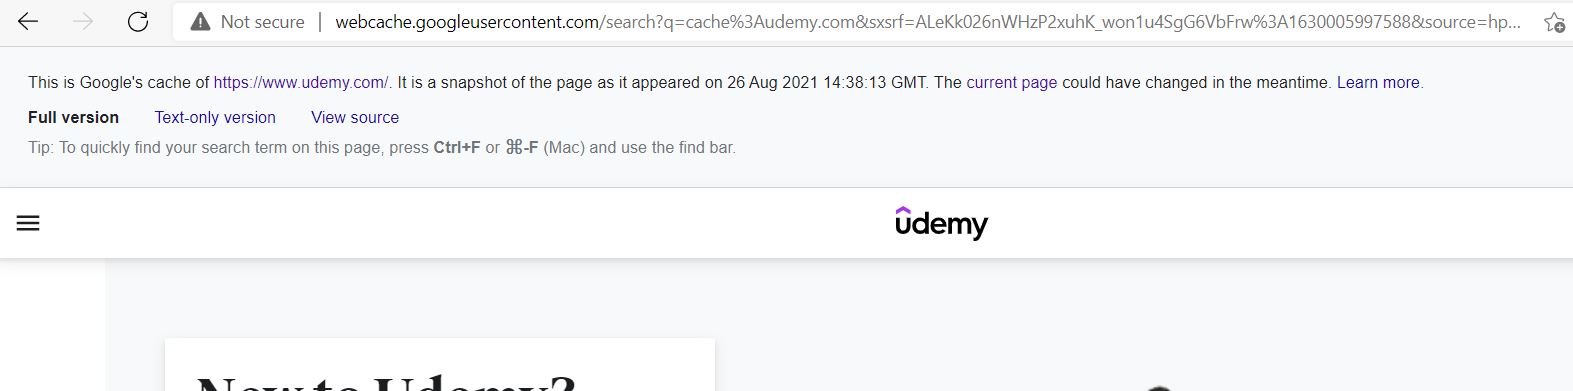 Not secure | webcache.googleusercontent.com/search?q=cache%3Audemy.com&sxsrf=ALeKk026nWHzP2xuhK_won1u4SgG6VbFrw%3A1630005997588&source=hp...
This is Google's cache of https://www.udemy.com/. It is a snapshot of the page as it appeared on 26 Aug 2021 14:38:13 GMT. The current page could have changed in the meantime. Learn more.
Full version Text-only version View source
Tip: To quickly find your search term on this page, press Ctrl+F or ⌘-F (Mac) and use the find bar.
udemy
New to Udemy?